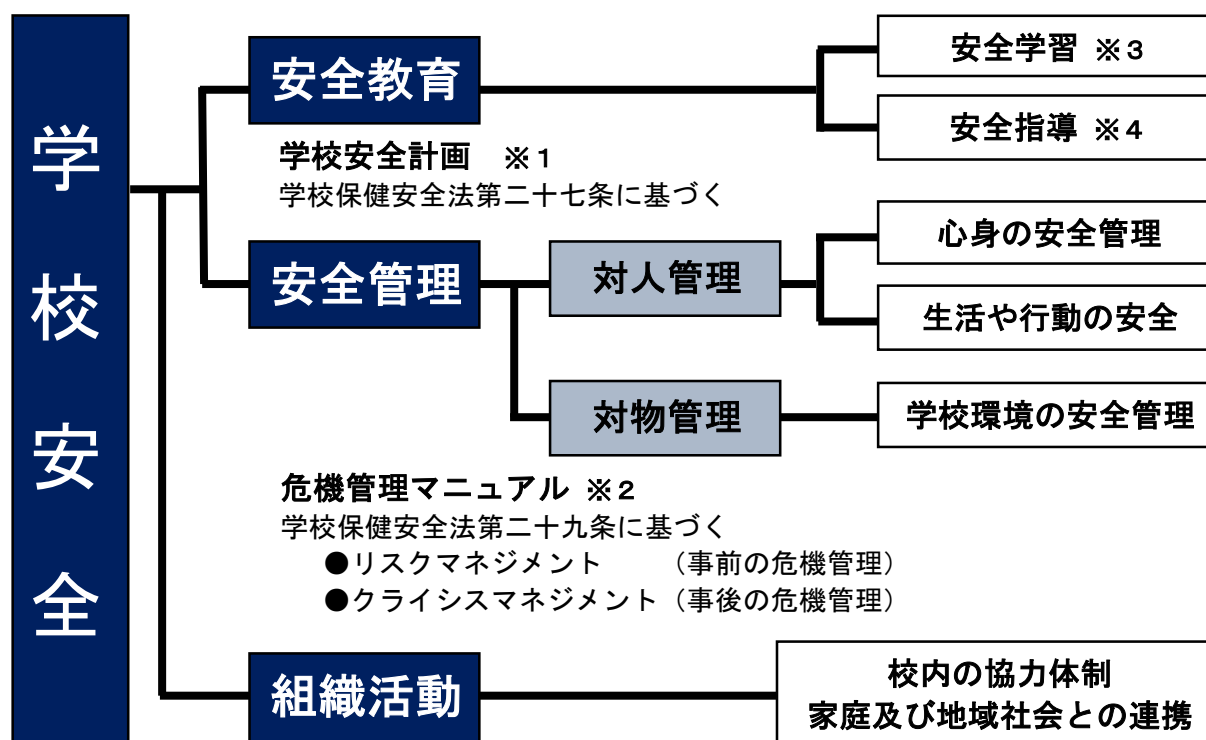 学校安全
安全教育
安全学習 ※3
安全指導 ※4
学校安全計画 ※1
学校保健安全法第二十七条に基づく
安全管理
対人管理
心身の安全管理
生活や行動の安全
対物管理
学校環境の安全管理
危機管理マニュアル ※2
学校保健安全法第二十九条に基づく
●リスクマネジメント (事前の危機管理)
●クライシスマネジメント (事後の危機管理)
組織活動
校内の協力体制
家庭及び地域社会との連携